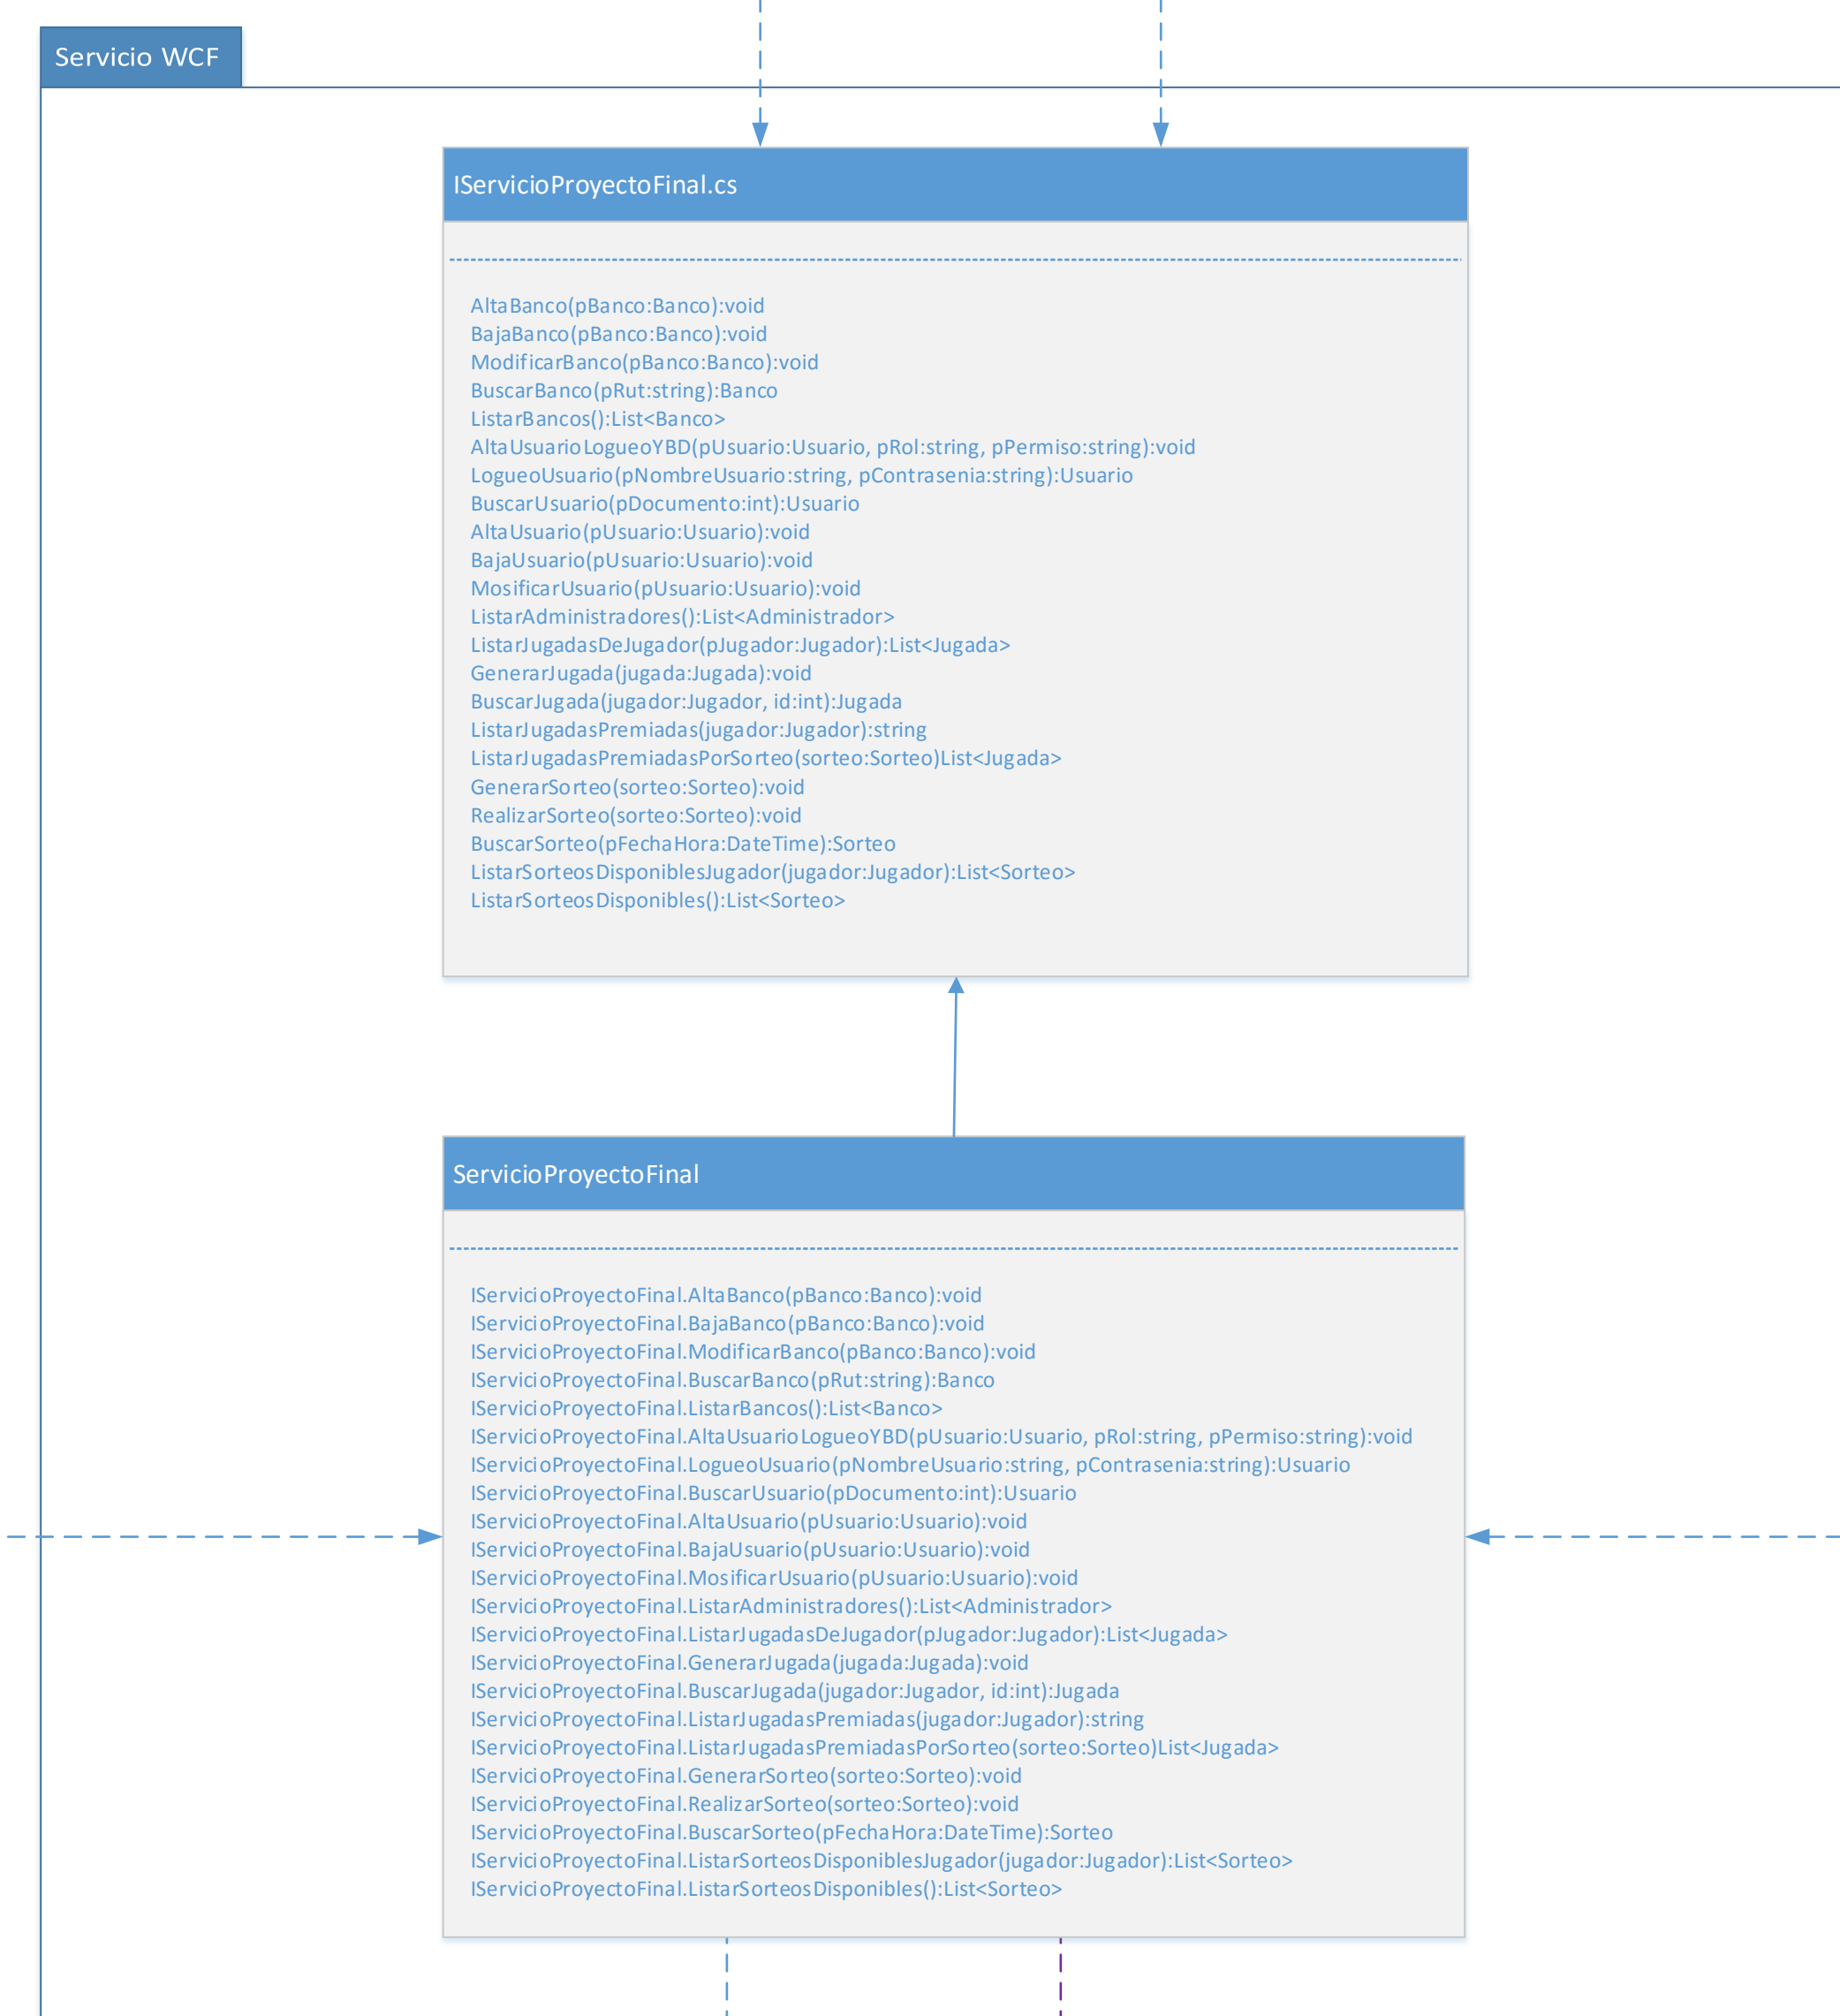 Servicio WCF
IServicioProyectoFinal.cs
AltaBanco(pBanco:Banco):void
BajaBanco(pBanco:Banco):void
ModificarBanco(pBanco:Banco):void
BuscarBanco(pRut:string):Banco
ListarBancos():List<Banco>
AltaUsuarioLogueoYBD(pUsuario:Usuario, pRol:string, pPermiso:string):void
LogueoUsuario(pNombreUsuario:string, pContrasenia:string):Usuario
BuscarUsuario(pDocumento:int):Usuario
AltaUsuario(pUsuario:Usuario):void
BajaUsuario(pUsuario:Usuario):void
MosificarUsuario(pUsuario:Usuario):void
ListarAdministradores():List<Administrador>
ListarJugadasDeJugador(pJugador:Jugador):List<Jugada>
GenerarJugada(jugada:Jugada):void
BuscarJugada(jugador:Jugador, id:int):Jugada
ListarJugadasPremiadas(jugador:Jugador):string
ListarJugadasPremiadasPorSorteo(sorteo:Sorteo)List<Jugada>
GenerarSorteo(sorteo:Sorteo):void
RealizarSorteo(sorteo:Sorteo):void
BuscarSorteo(pFechaHora:DateTime):Sorteo
ListarSorteosDisponiblesJugador(jugador:Jugador):List<Sorteo>
ListarSorteosDisponibles():List<Sorteo>
ServicioProyectoFinal
IServicioProyectoFinal.AltaBanco(pBanco:Banco):void
IServicioProyectoFinal.BajaBanco(pBanco:Banco):void
IServicioProyectoFinal.ModificarBanco(pBanco:Banco):void
IServicioProyectoFinal.BuscarBanco(pRut:string):Banco
IServicioProyectoFinal.ListarBancos():List<Banco>
IServicioProyectoFinal.AltaUsuarioLogueoYBD(pUsuario:Usuario, pRol:string, pPermiso:string):void
IServicioProyectoFinal.LogueoUsuario(pNombreUsuario:string, pContrasenia:string):Usuario
IServicioProyectoFinal.BuscarUsuario(pDocumento:int):Usuario
IServicioProyectoFinal.AltaUsuario(pUsuario:Usuario):void
IServicioProyectoFinal.BajaUsuario(pUsuario:Usuario):void
IServicioProyectoFinal.MosificarUsuario(pUsuario:Usuario):void
IServicioProyectoFinal.ListarAdministradores():List<Administrador>
IServicioProyectoFinal.ListarJugadasDeJugador(pJugador:Jugador):List<Jugada>
IServicioProyectoFinal.GenerarJugada(jugada:Jugada):void
IServicioProyectoFinal.BuscarJugada(jugador:Jugador, id:int):Jugada
IServicioProyectoFinal.ListarJugadasPremiadas(jugador:Jugador):string
IServicioProyectoFinal.ListarJugadasPremiadasPorSorteo(sorteo:Sorteo)List<Jugada>
IServicioProyectoFinal.GenerarSorteo(sorteo:Sorteo):void
IServicioProyectoFinal.RealizarSorteo(sorteo:Sorteo):void
IServicioProyectoFinal.BuscarSorteo(pFechaHora:DateTime):Sorteo
IServicioProyectoFinal.ListarSorteosDisponiblesJugador(jugador:Jugador):List<Sorteo>
IServicioProyectoFinal.ListarSorteosDisponibles():List<Sorteo>